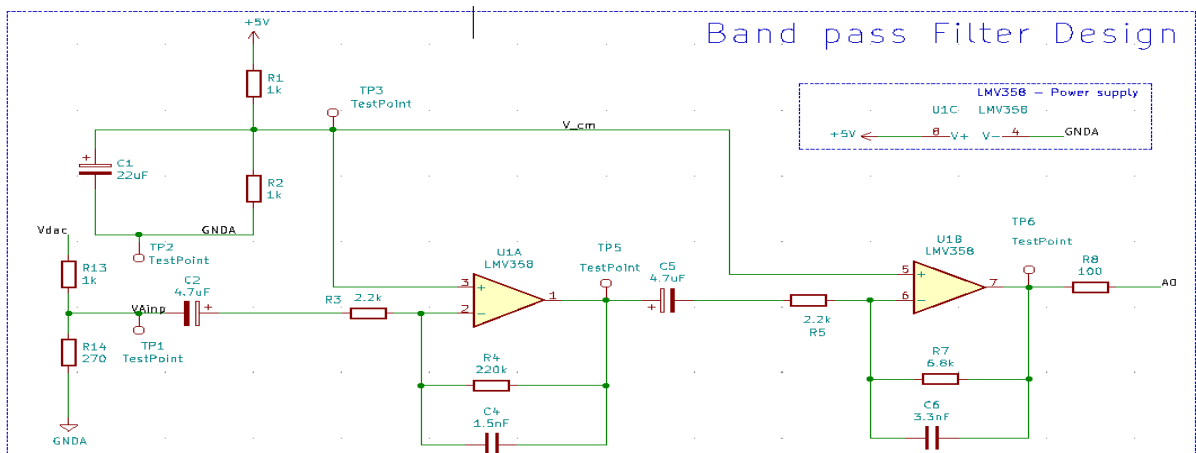 Band pass Filter Design
+5V
R1
1k
TP3
TestPoint
V_cm
LMV358 - Power supply
U1C LMV358
+5V
8 V+ V- 4
GNDA
C1
22uF
R2
1k
GNDA
TP2
TestPoint
Vdac
R13
1k
C2
4.7uF
VAinp
TP1
TestPoint
R14
270
GNDA
R3 2.2k
U1A
LMV358
3
+
2
-
1
TP5
TestPoint
C5
4.7uF
R4
220k
C4
1.5nF
2.2k
R5
U1B
LMV358
5
+
6
-
7
TP6
TestPoint
R8
100
AD
R7
6.8k
C6
3.3nF